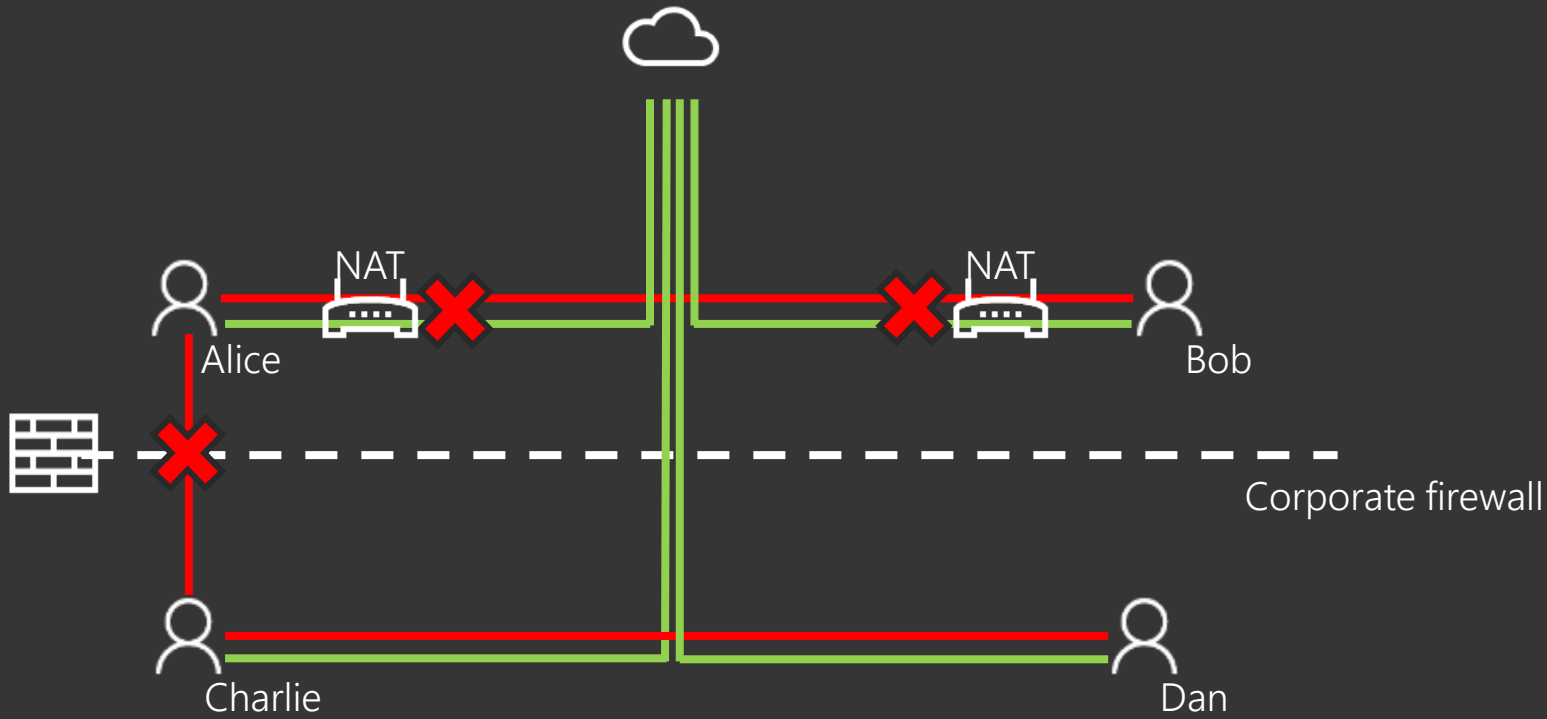 NAT
NAT
Alice
Bob
Corporate firewall
Charlie
Dan